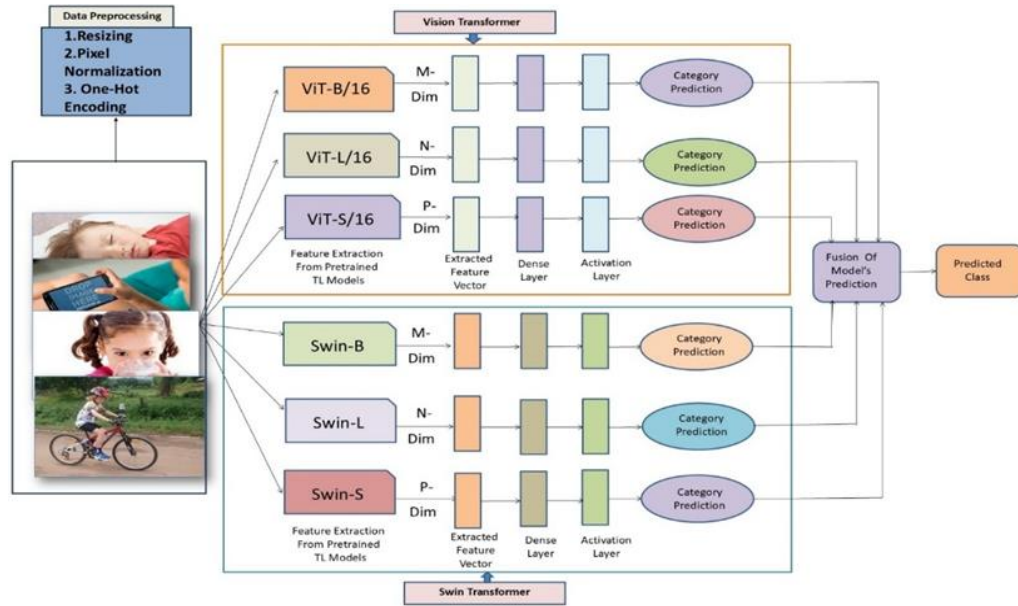 Data Preprocessing
1.Resizing
2.Pixel
Normalization
3. One-Hot
Encoding
Vision Transformer
ViT-B/16
M-
Dim
Category
Prediction
ViT-L/16
N-
Dim
Category
Prediction
ViT-S/16
P-
Dim
Category
Prediction
Feature Extraction
From Pretrained
TL Models
Extracted
Feature
Vector
Dense
Layer
Activation
Layer
DROP
IMAGE
HERE
Fusion Of
Model's
Prediction
Predicted
Class
Swin-B
M-
Dim
Category
Prediction
Swin-L
N-
Dim
Category
Prediction
Swin-S
P-
Dim
Category
Prediction
Feature Extraction
From Pretrained
TL Models
Extracted
Feature
Vector
Dense
Layer
Activation
Layer
Swin Transformer